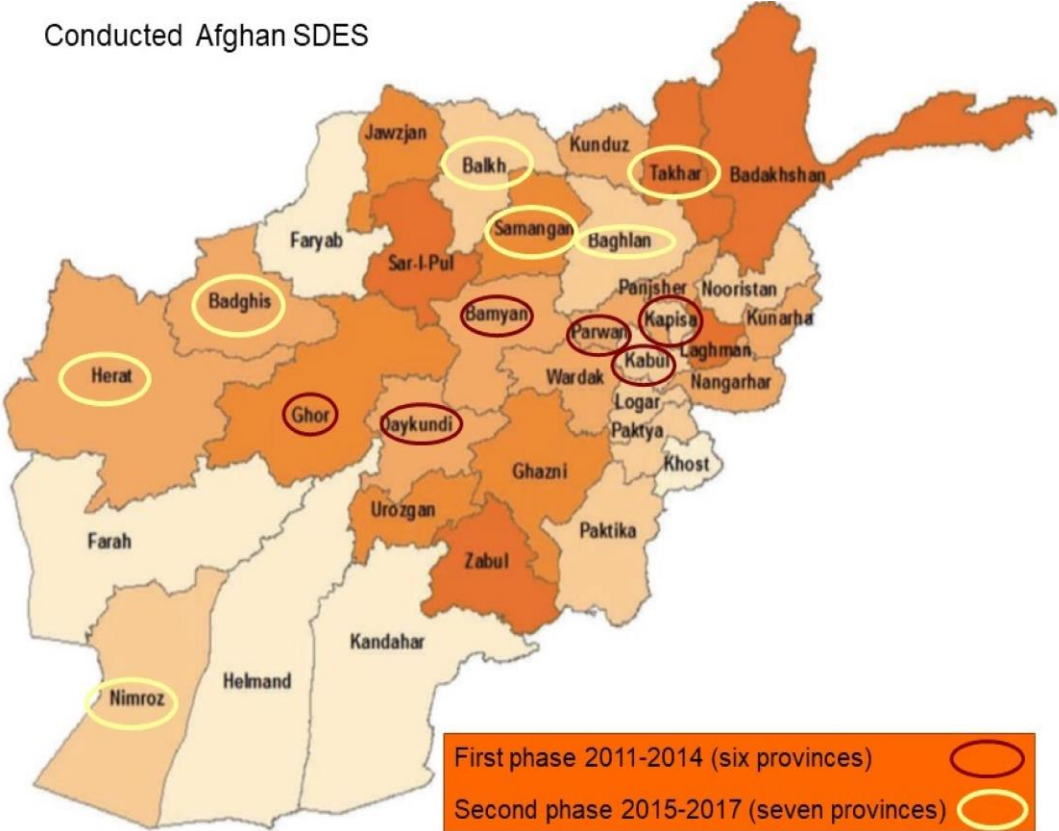 Conducted Afghan SDES
Jawzjan
Balkh
Kunduz
Takhar
Badakhshan
Faryab
Samangan
Baghlan
Sar-I-Pul
Badghis
Panjsher
Nooristan
Bamyan
Parwan
Kapisa
Kunarha
Kabul
Laghman
Herat
Wardak
Nangarhar
Ghor
Daykundi
Logar
Paktya
Khost
Ghazni
Urozgan
Farah
Paktika
Zabul
Kandahar
Helmand
Nimroz
First phase 2011-2014 (six provinces)
Second phase 2015-2017 (seven provinces)